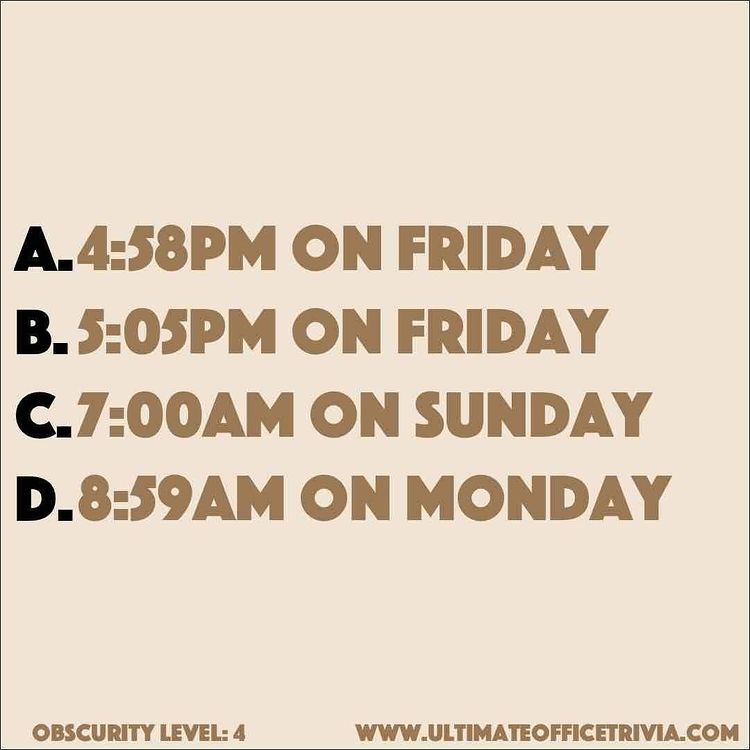 A. 4:58PM ON FRIDAY
B. 5:05PM ON FRIDAY
C. 7:00AM ON SUNDAY
D. 8:59AM ON MONDAY
OBSCURITY LEVEL: 4 WWW.ULTIMATEOFFICETRIVIA.COM